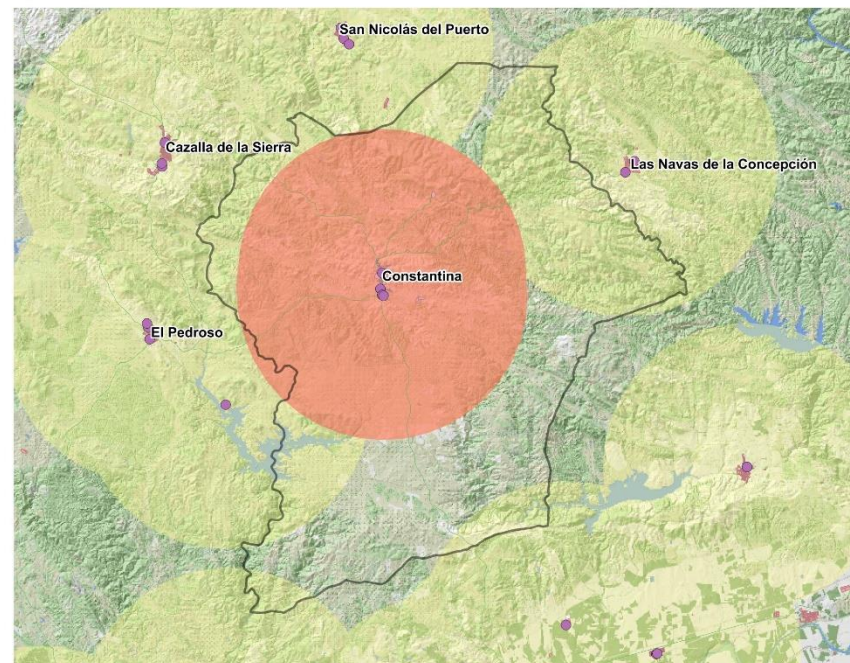 San Nicolás del Puerto
Cazalla de la Sierra
Las Navas de la Concepción
Constantina
El Pedroso